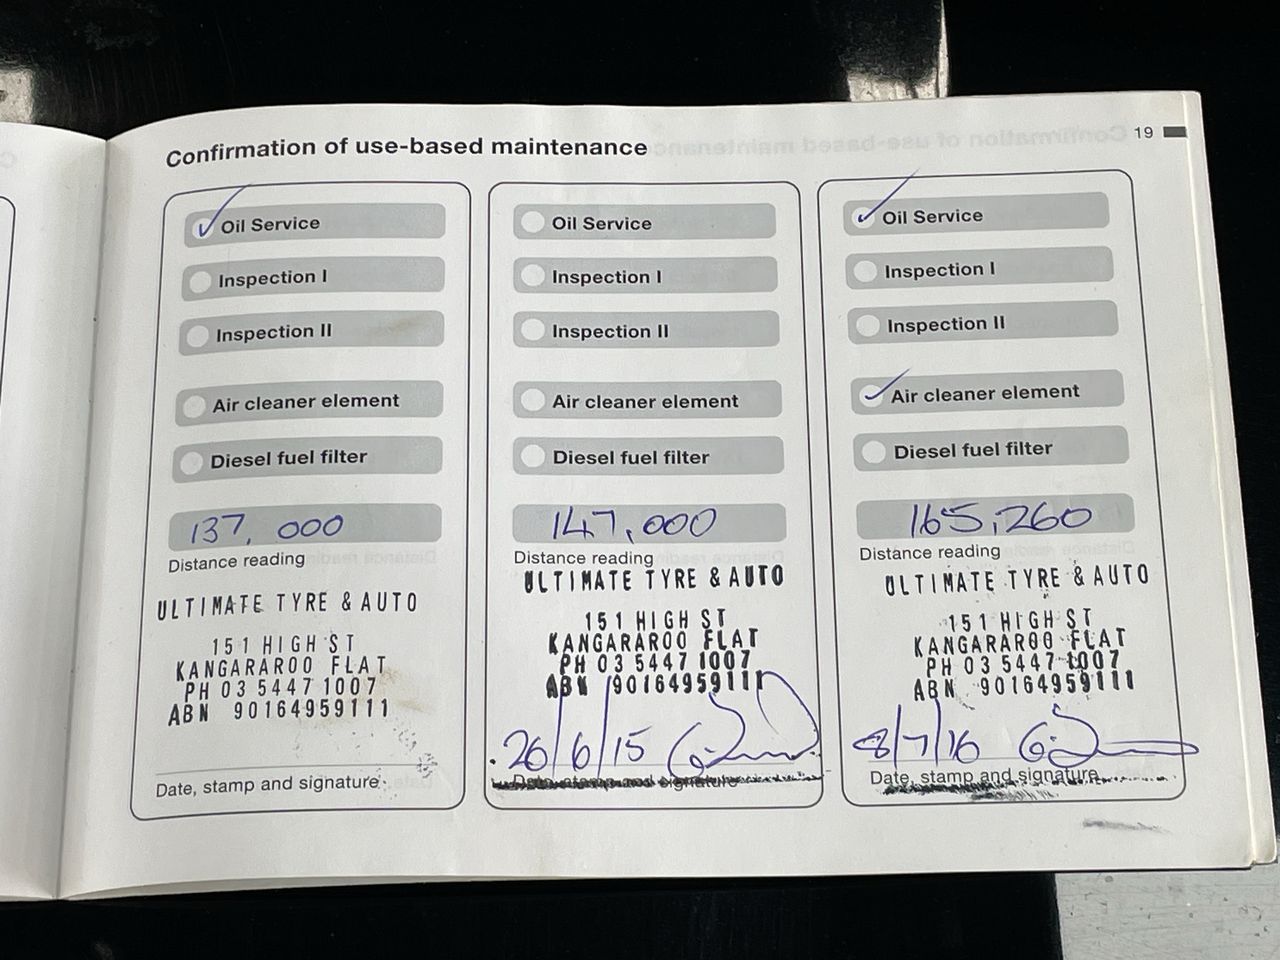 Confirmation of use-based maintenance
19
Oil Service
Inspection I
Inspection II
Air cleaner element
Diesel fuel filter
137,000
Distance reading
ULTIMATE TYRE & AUTO
151 HIGH ST
KANGARAROO FLAT
PH 03 5447 1007
ABN 90164959111
Date, stamp and signature
Oil Service
Inspection I
Inspection II
Air cleaner element
Diesel fuel filter
147,000
Distance reading
ULTIMATE TYRE & AUTO
151 HIGH ST
KANGARAROO FLAT
PH 03 5447 1007
ABN 90164959111
26/6/15
Date, stamp and signature
Oil Service
Inspection I
Inspection II
Air cleaner element
Diesel fuel filter
165,260
Distance reading
ULTIMATE TYRE & AUTO
151 HIGH ST
KANGARAROO FLAT
PH 03 5447 1007
ABN 90164959111
8/7/16
Date, stamp and signature